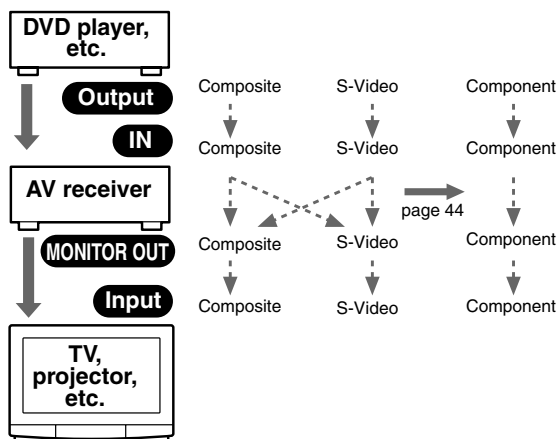 DVD player,
etc.
Output
Composite S-Video Component
IN
Composite S-Video Component
AV receiver
page 44
MONITOR OUT
Composite S-Video Component
Input
Composite S-Video Component
TV,
projector,
etc.